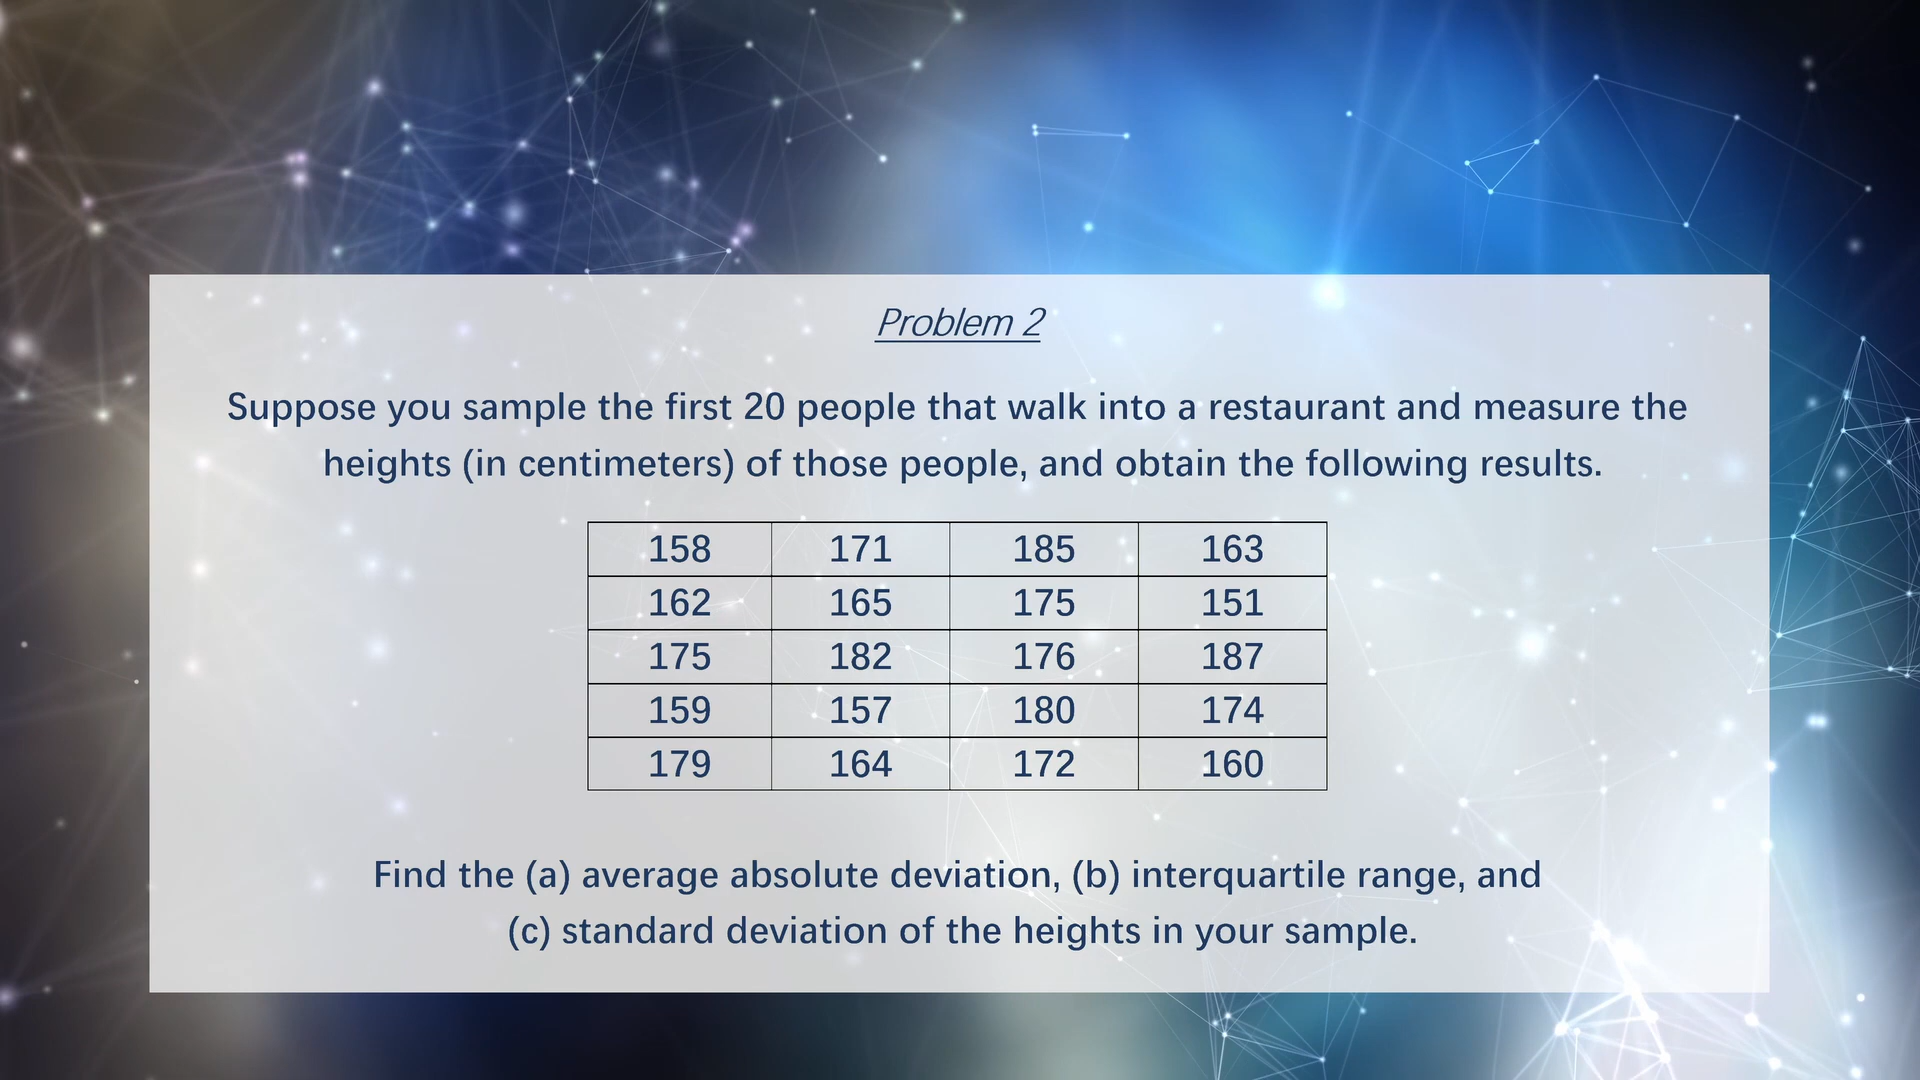 Problem 2
Suppose you sample the first 20 people that walk into a restaurant and measure the
heights (in centimeters) of those people, and obtain the following results.
158 171 185 163
162 165 175 151
175 182 176 187
159 157 180 174
179 164 172 160
Find the (a) average absolute deviation, (b) interquartile range, and
(c) standard deviation of the heights in your sample.